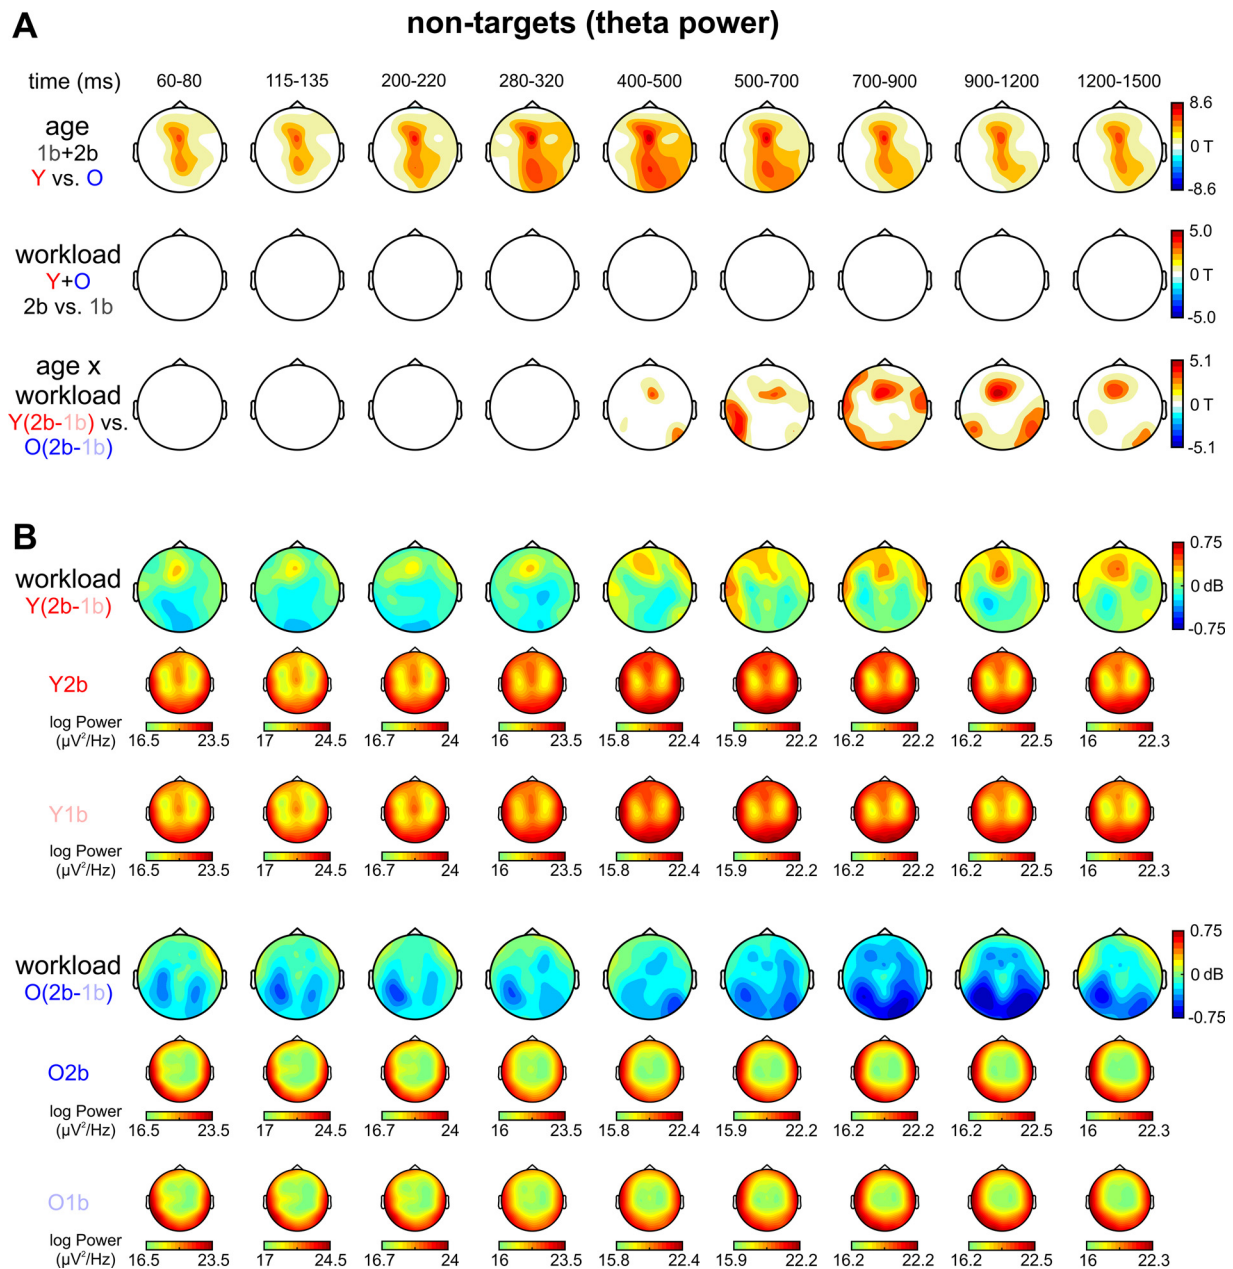 A
non-targets (theta power)
time (ms) 60-80 115-135 200-220 280-320 400-500 500-700 700-900 900-1200 1200-1500
age
1b+2b
Y vs. O
8.6
0 T
-8.6
workload
Y+O
2b vs. 1b
5.0
0 T
-5.0
age x
workload
Y(2b-1b) vs.
O(2b-1b)
5.1
0 T
-5.1
B
workload
Y(2b-1b)
0.75
0 dB
-0.75
Y2b
log Power
(µV²/Hz)
16.5 23.5 17 24.5 16.7 24 16 23.5 15.8 22.4 15.9 22.2 16.2 22.2 16.2 22.5 16 22.3
Y1b
log Power
(µV²/Hz)
16.5 23.5 17 24.5 16.7 24 16 23.5 15.8 22.4 15.9 22.2 16.2 22.2 16.2 22.5 16 22.3
workload
O(2b-1b)
0.75
0 dB
-0.75
O2b
log Power
(µV²/Hz)
16.5 23.5 17 24.5 16.7 24 16 23.5 15.8 22.4 15.9 22.2 16.2 22.2 16.2 22.5 16 22.3
O1b
log Power
(µV²/Hz)
16.5 23.5 17 24.5 16.7 24 16 23.5 15.8 22.4 15.9 22.2 16.2 22.2 16.2 22.5 16 22.3